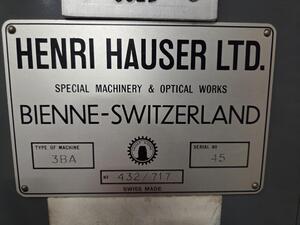 HENRI HAUSER LTD.
SPECIAL MACHINERY & OPTICAL WORKS
BIENNE-SWITZERLAND
TYPE OF MACHINE
3BA
SERIAL NO
45
Nº 432/717
SWISS MADE